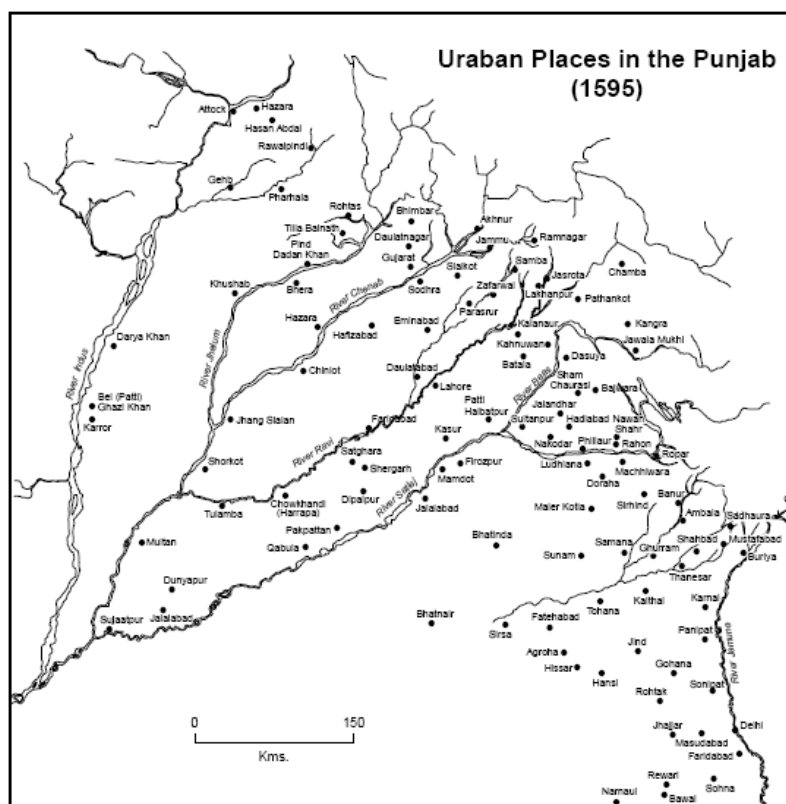 Uraban Places in the Punjab
(1595)
Attock
Hazara
Hasan Abdal
Rawalpindi
Gehb
Pharhala
Rohtas
Bhimbar
Akhnur
Tilla Balnath
Daulatnagar
Jammu
Ramnagar
Pind
Dadan Khan
Gujarat
Sialkot
Samba
Jasrota
Chamba
Khushab
Bhera
River Chenab
Sodhra
Zafarwal
Lakhanpur
Pathankot
Parasrur
Hazara
Hafizabad
Eminabad
Kalanaur
Kangra
Kahnuwan
Jawala Mukhi
Darya Khan
River Jhelum
River Indus
Batala
Dasuya
Chiniot
Daulatabad
Lahore
River Beas
Sham
Chaurasi
Bajwara
Bel (Patti)
Ghazi Khan
Karror
Patti
Haibatpur
Jalandhar
Jhang Sialan
Faridabad
Sultanpur
Hadiabad
Nawan
Shahr
Kasur
Nakodar
Phillaur
Rahon
Ropar
River Ravi
Satghara
Shergarh
Firozpur
Mamdot
Ludhiana
Machhiwara
Shorkot
Doraha
Tulamba
Chowkhandi
(Harrapa)
Dipalpur
River Satlaj
Jalalabad
Maler Kotla
Sirhind
Banur
Sadhaura
Ambala
Pakpattan
Multan
Qabula
Bhatinda
Sunam
Samana
Ghurram
Shahbad
Mustafabad
Buriya
Thanesar
Dunyapur
Jalalabad
Sujaatpur
Bhatnair
Sirsa
Fatehabad
Tohana
Kaithal
Karnal
Panipat
River Jamuna
Agroha
Jind
Hissar
Hansi
Gohana
Sonipat
Rohtak
0
150
Kms.
Jhajjar
Masudabad
Delhi
Faridabad
Rewari
Sohna
Narnaul
Bawal